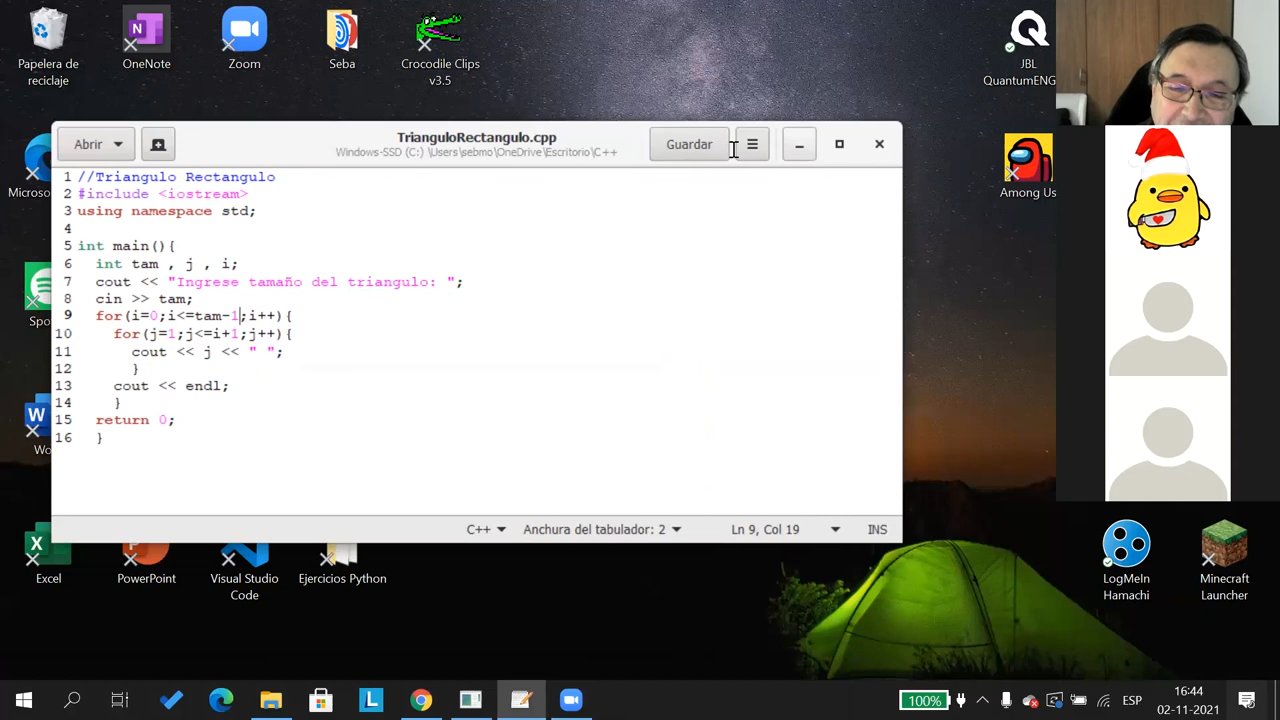 Papelera de
reciclaje
OneNote
Zoom
Seba
Crocodile Clips
v3.5
JBL
QuantumENG
Microso
Among Us
Spo
Wo
Abrir
TrianguloRectangulo.cpp
Windows-SSD (C:) \Users\sebmo\OneDrive\Escritorio\C++
Guardar
1 //Triangulo Rectangulo
2 #include <iostream>
3 using namespace std;
4
5 int main(){
6 int tam , j , i;
7 cout << "Ingrese tamaño del triangulo: ";
8 cin >> tam;
9 for(i=0;i<=tam-1;i++){
10 for(j=1;j<=i+1;j++){
11 cout << j << " ";
12 }
13 cout << endl;
14 }
15 return 0;
16 }
C++ Anchura del tabulador: 2 Ln 9, Col 19 INS
Excel
PowerPoint
Visual Studio
Code
Ejercicios Python
LogMeIn
Hamachi
Minecraft
Launcher
100%
ESP
16:44
02-11-2021